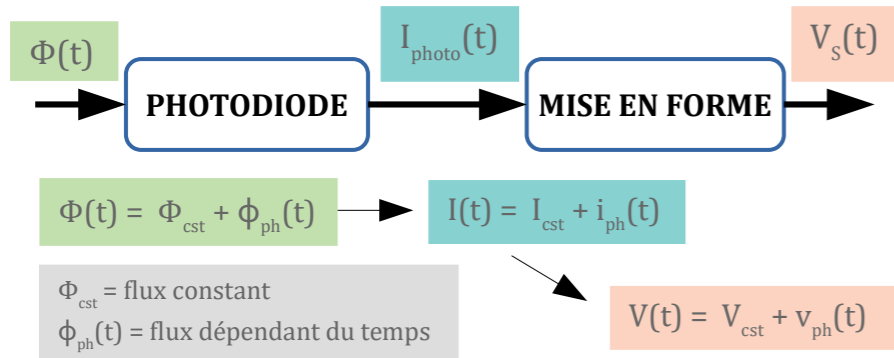 Φ(t)
I_photo(t)
V_S(t)
PHOTODIODE
MISE EN FORME
Φ(t) = Φ_cst + ϕ_ph(t)
I(t) = I_cst + i_ph(t)
Φ_cst = flux constant
ϕ_ph(t) = flux dépendant du temps
V(t) = V_cst + v_ph(t)